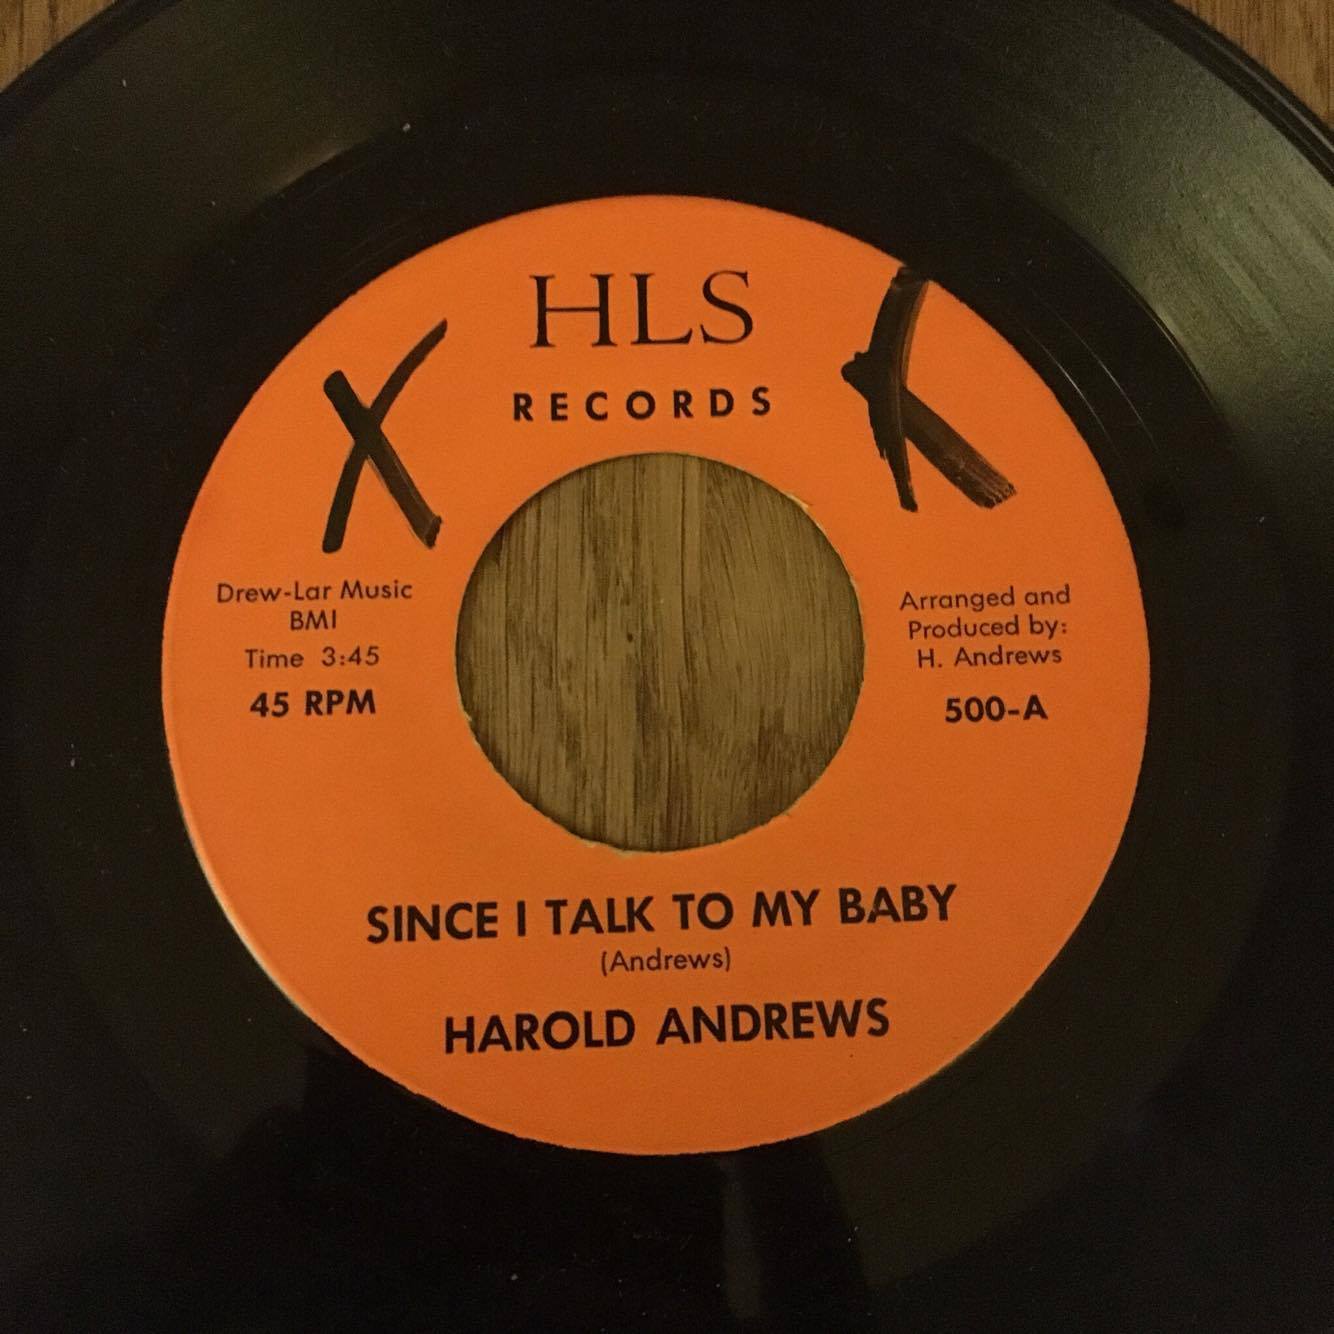 HLS
RECORDS
X
X
Drew-Lar Music
BMI
Time 3:45
45 RPM
Arranged and
Produced by:
H. Andrews
500-A
SINCE I TALK TO MY BABY
(Andrews)
HAROLD ANDREWS